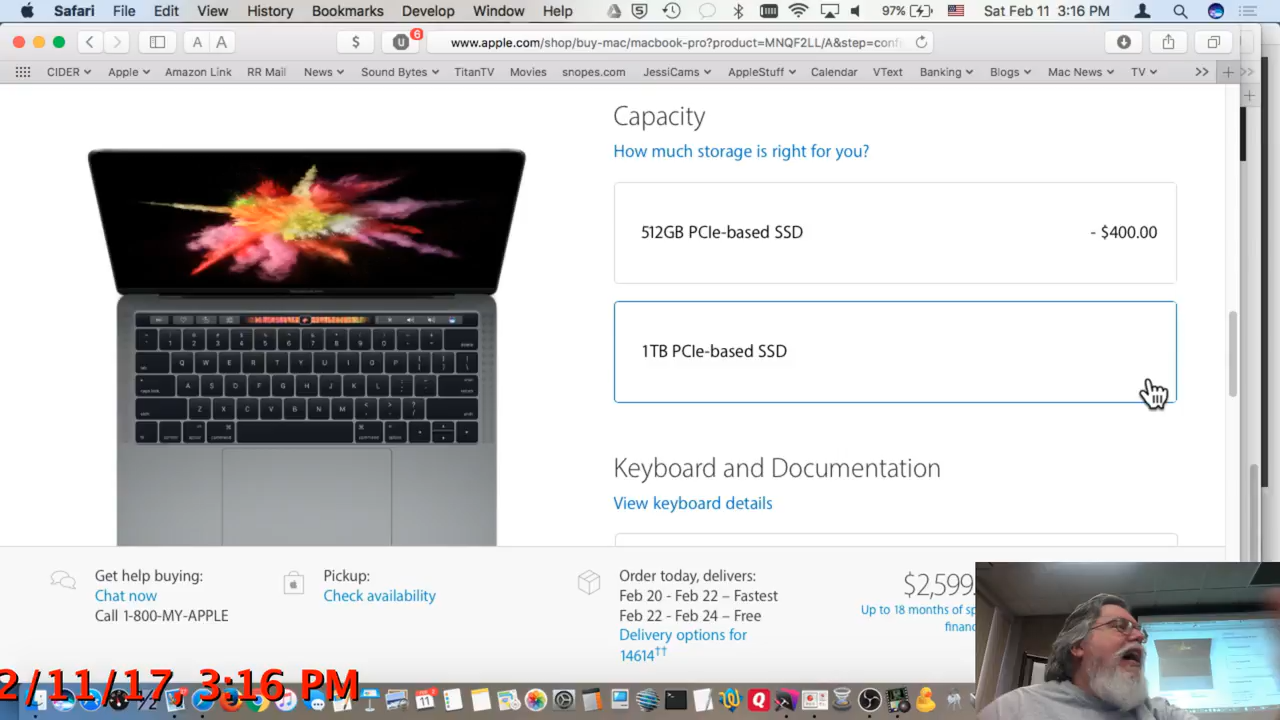 Safari File Edit View History Bookmarks Develop Window Help 97% Sat Feb 11 3:16 PM
A A $ 6 www.apple.com/shop/buy-mac/macbook-pro?product=MNQF2LL/A&step=conf
CIDER Apple Amazon Link RR Mail News Sound Bytes TitanTV Movies snopes.com JessiCams AppleStuff Calendar VText Banking Blogs Mac News TV >>
Capacity
How much storage is right for you?
512GB PCIe-based SSD - $400.00
1TB PCIe-based SSD
Keyboard and Documentation
View keyboard details
Get help buying:
Chat now
Call 1-800-MY-APPLE
Pickup:
Check availability
Order today, delivers:
Feb 20 - Feb 22 – Fastest
Feb 22 - Feb 24 – Free
Delivery options for
14614††
$2,599.
Up to 18 months of
2/11/17, 3:16 PM